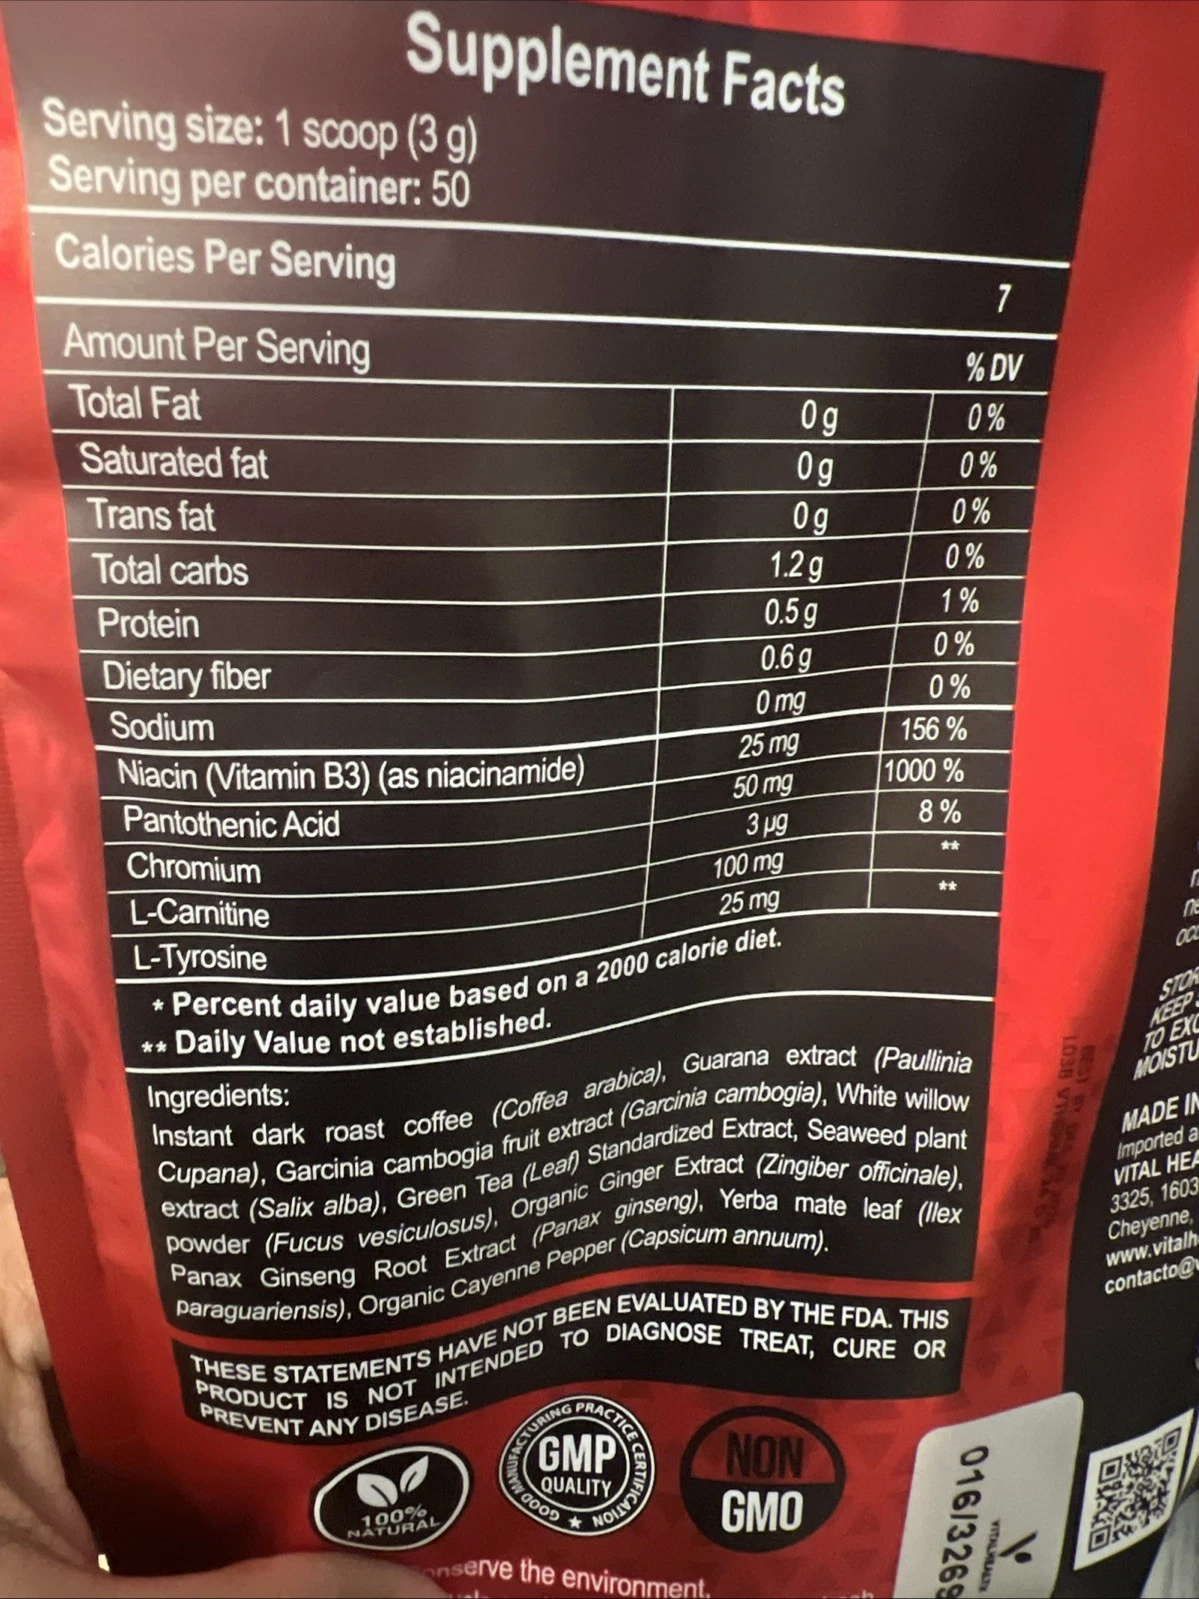 Supplement Facts
Serving size: 1 scoop (3 g)
Serving per container: 50
Calories Per Serving 7
Amount Per Serving % DV
Total Fat 0 g 0 %
Saturated fat 0 g 0 %
Trans fat 0 g 0 %
Total carbs 1.2 g 0 %
Protein 0.5 g 1 %
Dietary fiber 0.6 g 0 %
Sodium 0 mg 0 %
Niacin (Vitamin B3) (as niacinamide) 25 mg 156 %
Pantothenic Acid 50 mg 1000 %
Chromium 3 µg 8 %
L-Carnitine 100 mg **
L-Tyrosine 25 mg **
* Percent daily value based on a 2000 calorie diet.
** Daily Value not established.
Ingredients:
Instant dark roast coffee (Coffea arabica), Guarana extract (Paullinia
Cupana), Garcinia cambogia fruit extract (Garcinia cambogia), White willow
extract (Salix alba), Green Tea (Leaf) Standardized Extract, Seaweed plant
powder (Fucus vesiculosus), Organic Ginger Extract (Zingiber officinale),
Panax Ginseng Root Extract (Panax ginseng), Yerba mate leaf (Ilex
paraguariensis), Organic Cayenne Pepper (Capsicum annuum).
THESE STATEMENTS HAVE NOT BEEN EVALUATED BY THE FDA. THIS
PRODUCT IS NOT INTENDED TO DIAGNOSE TREAT, CURE OR
PREVENT ANY DISEASE.
100%
NATURAL
GOOD MANUFACTURING PRACTICE CERTIFICATION
GMP
QUALITY
NON
GMO
the environment.
VITALHEALTH
016/3269
MADE IN
Imported
VITAL
3325, 1603
Cheyenne,